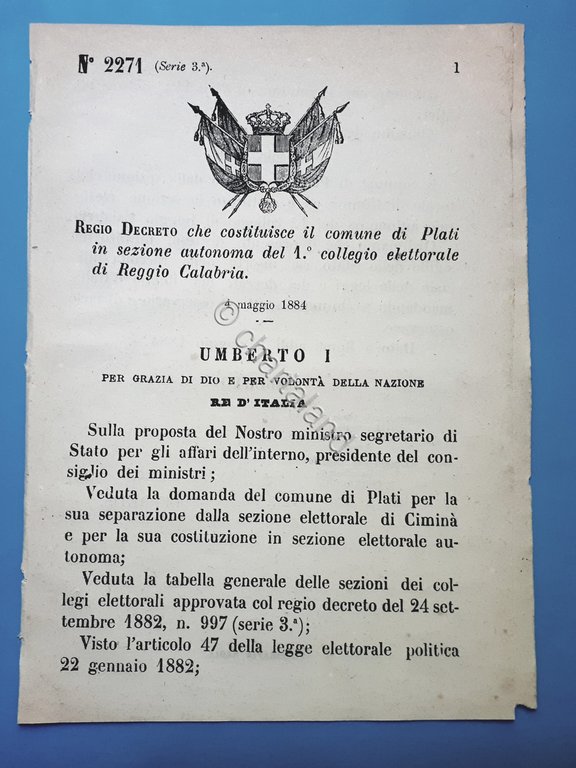 N° 2271 (Serie 3.ª). 1
REGIO DECRETO che costituisce il comune di Plati
in sezione autonoma del 1.° collegio elettorale
di Reggio Calabria.
4 maggio 1884
UMBERTO I
PER GRAZIA DI DIO E PER VOLONTÀ DELLA NAZIONE
RE D'ITALIA
Sulla proposta del Nostro ministro segretario di
Stato per gli affari dell'interno, presidente del con-
siglio dei ministri;
Veduta la domanda del comune di Plati per la
sua separazione dalla sezione elettorale di Ciminà
e per la sua costituzione in sezione elettorale au-
tonoma;
Veduta la tabella generale delle sezioni dei col-
legi elettorali approvata col regio decreto del 24 set-
tembre 1882, n. 997 (serie 3.ª);
Visto l'articolo 47 della legge elettorale politica
22 gennaio 1882;